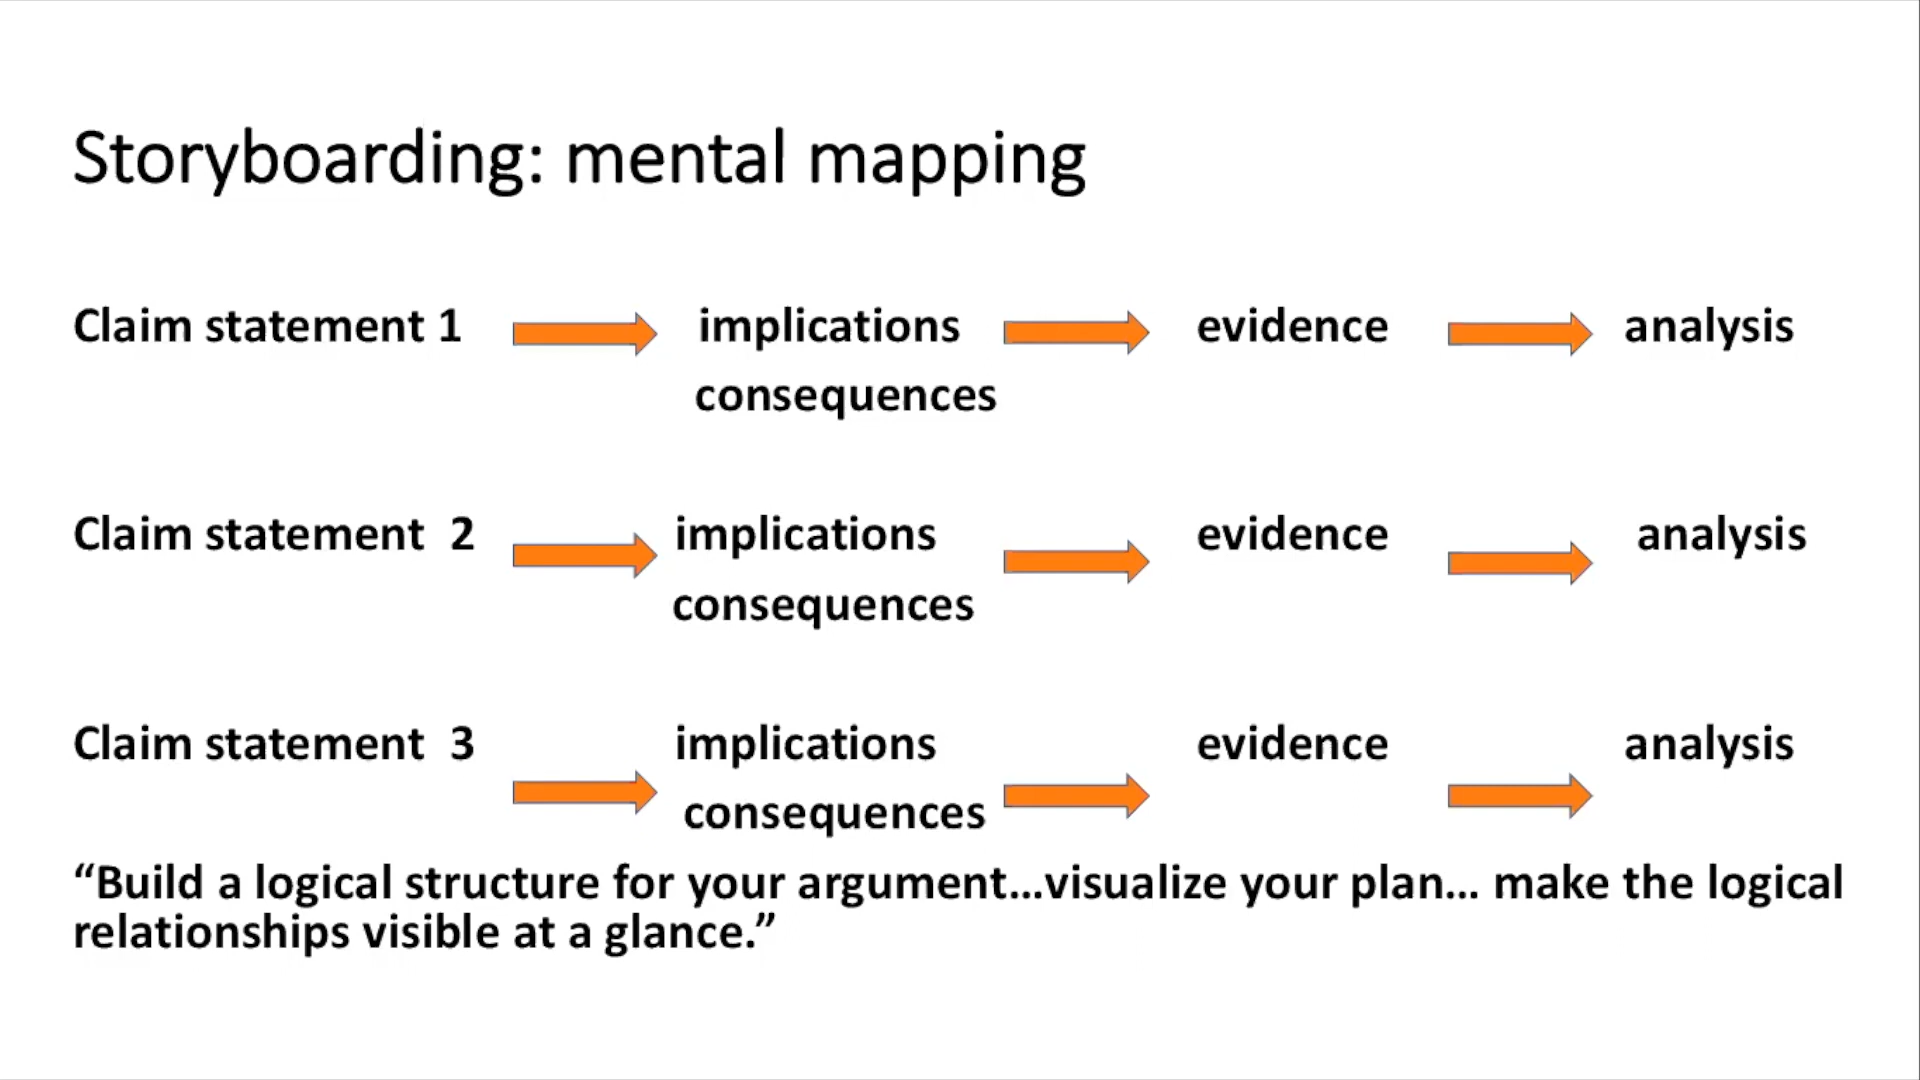 Storyboarding: mental mapping
Claim statement 1 implications evidence analysis
consequences
Claim statement 2 implications evidence analysis
consequences
Claim statement 3 implications evidence analysis
consequences
“Build a logical structure for your argument…visualize your plan… make the logical
relationships visible at a glance.”